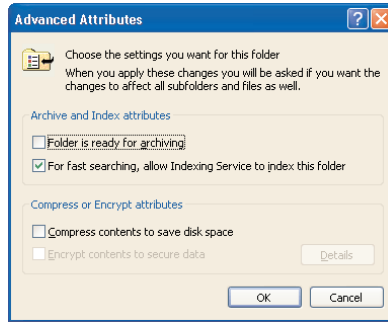 Advanced Attributes
Choose the settings you want for this folder
When you apply these changes you will be asked if you want the
changes to affect all subfolders and files as well.
Archive and Index attributes
Folder is ready for archiving
For fast searching, allow Indexing Service to index this folder
Compress or Encrypt attributes
Compress contents to save disk space
Encrypt contents to secure data
Details
OK
Cancel